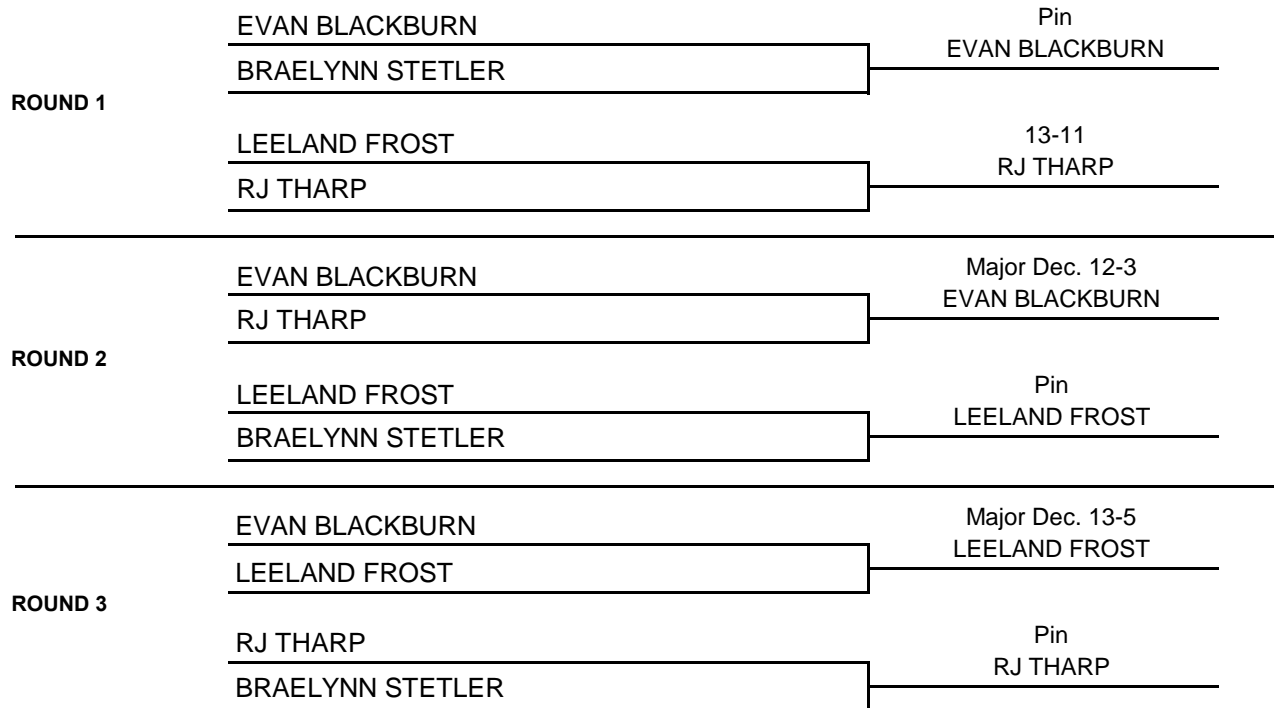 EVAN BLACKBURN
Pin
EVAN BLACKBURN
BRAELYNN STETLER
ROUND 1
LEELAND FROST
13-11
RJ THARP
RJ THARP
EVAN BLACKBURN
Major Dec. 12-3
EVAN BLACKBURN
RJ THARP
ROUND 2
LEELAND FROST
Pin
LEELAND FROST
BRAELYNN STETLER
EVAN BLACKBURN
Major Dec. 13-5
LEELAND FROST
LEELAND FROST
ROUND 3
RJ THARP
Pin
RJ THARP
BRAELYNN STETLER